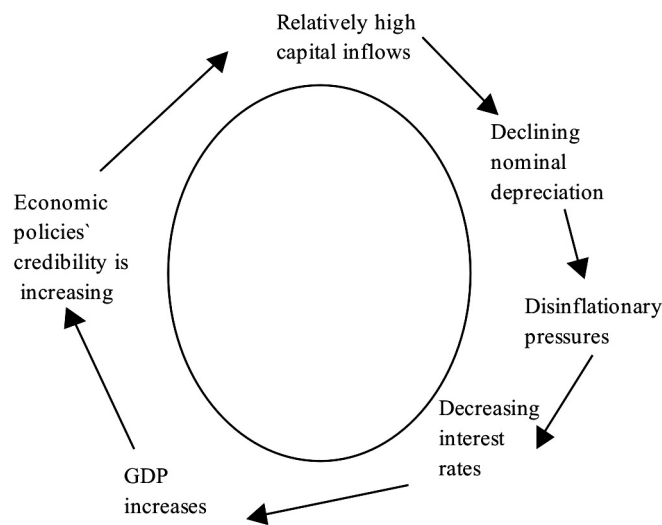 Relatively high
capital inflows
Declining
nominal
depreciation
Disinflationary
pressures
Decreasing
interest
rates
GDP
increases
Economic
policies`
credibility is
increasing